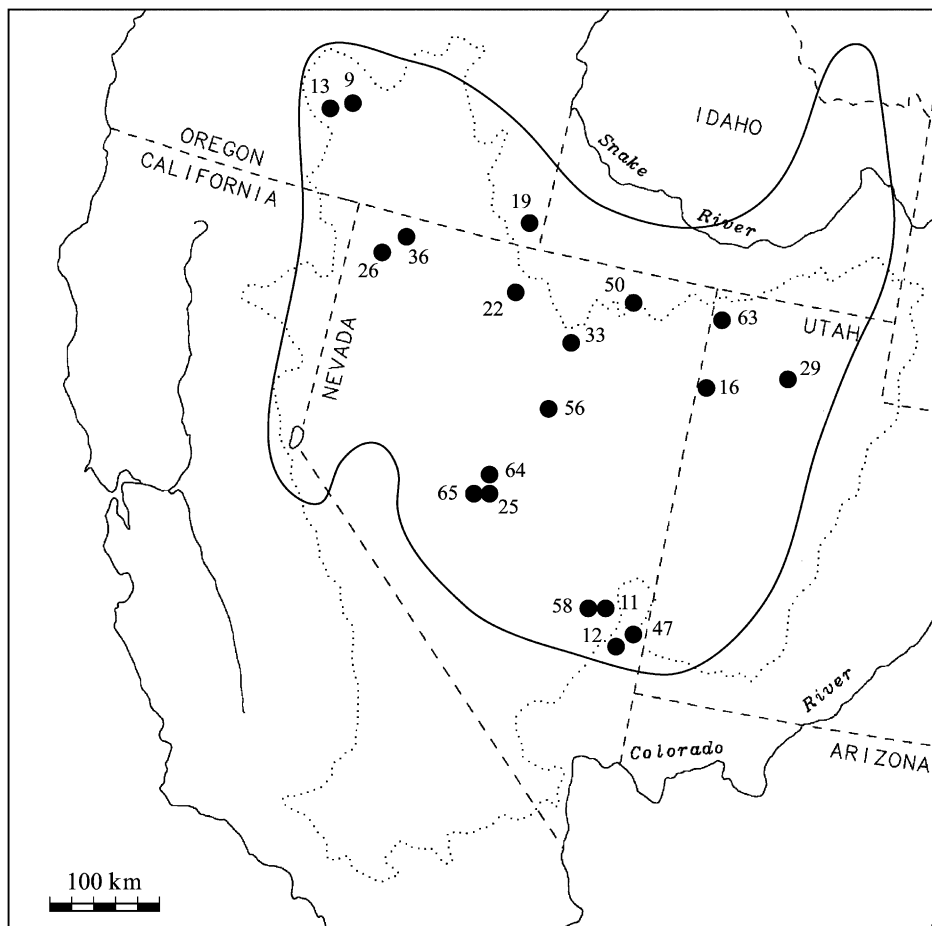 13
9
IDAHO
OREGON
CALIFORNIA
Snake
River
19
36
26
50
22
63
33
UTAH
NEVADA
29
16
56
64
65
25
58
11
12
47
River
Colorado
ARIZONA
100 km